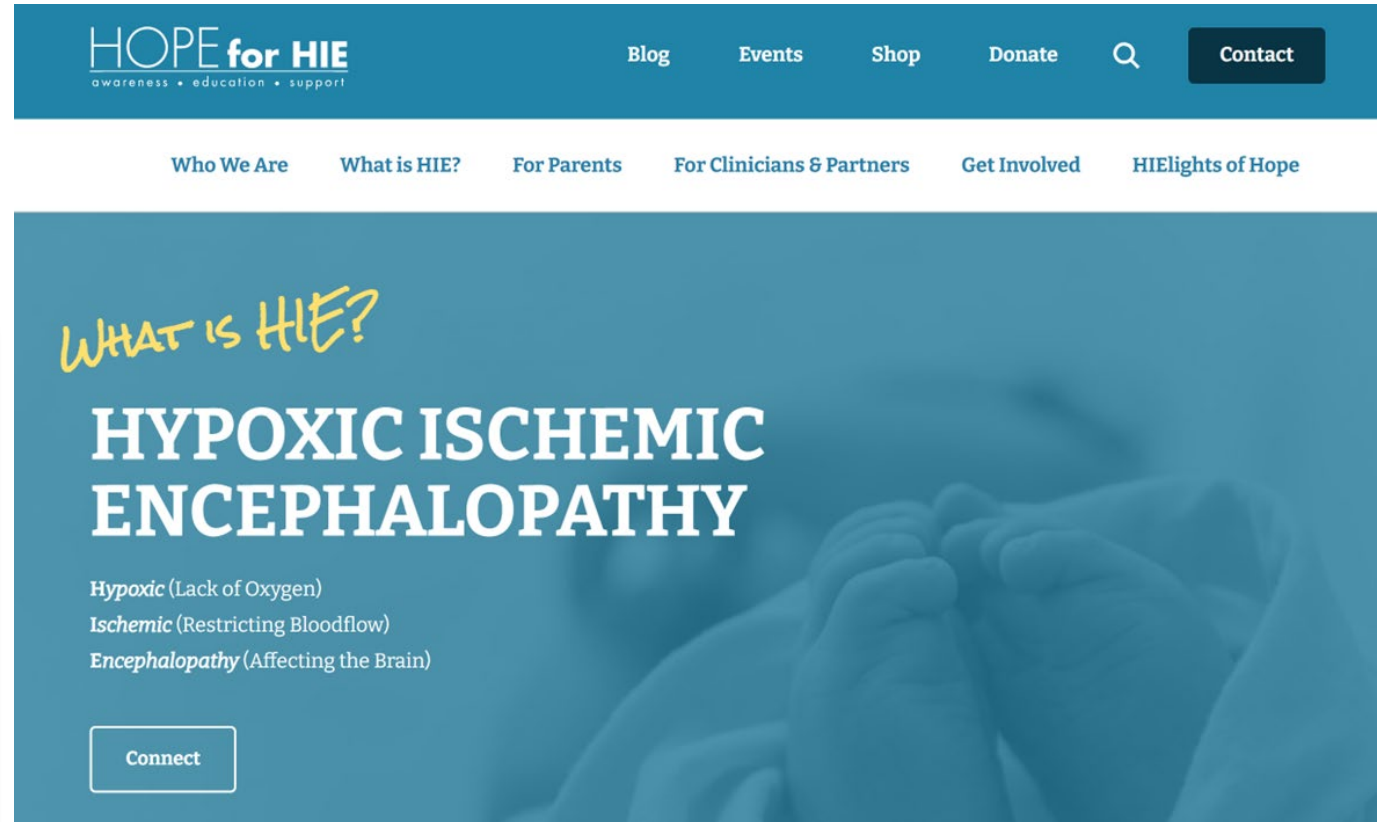 HOPE for HIE
awareness • education • support
Blog Events Shop Donate Contact
Who We Are What is HIE? For Parents For Clinicians & Partners Get Involved HIElights of Hope
WHAT IS HIE?
HYPOXIC ISCHEMIC
ENCEPHALOPATHY
Hypoxic (Lack of Oxygen)
Ischemic (Restricting Bloodflow)
Encephalopathy (Affecting the Brain)
Connect